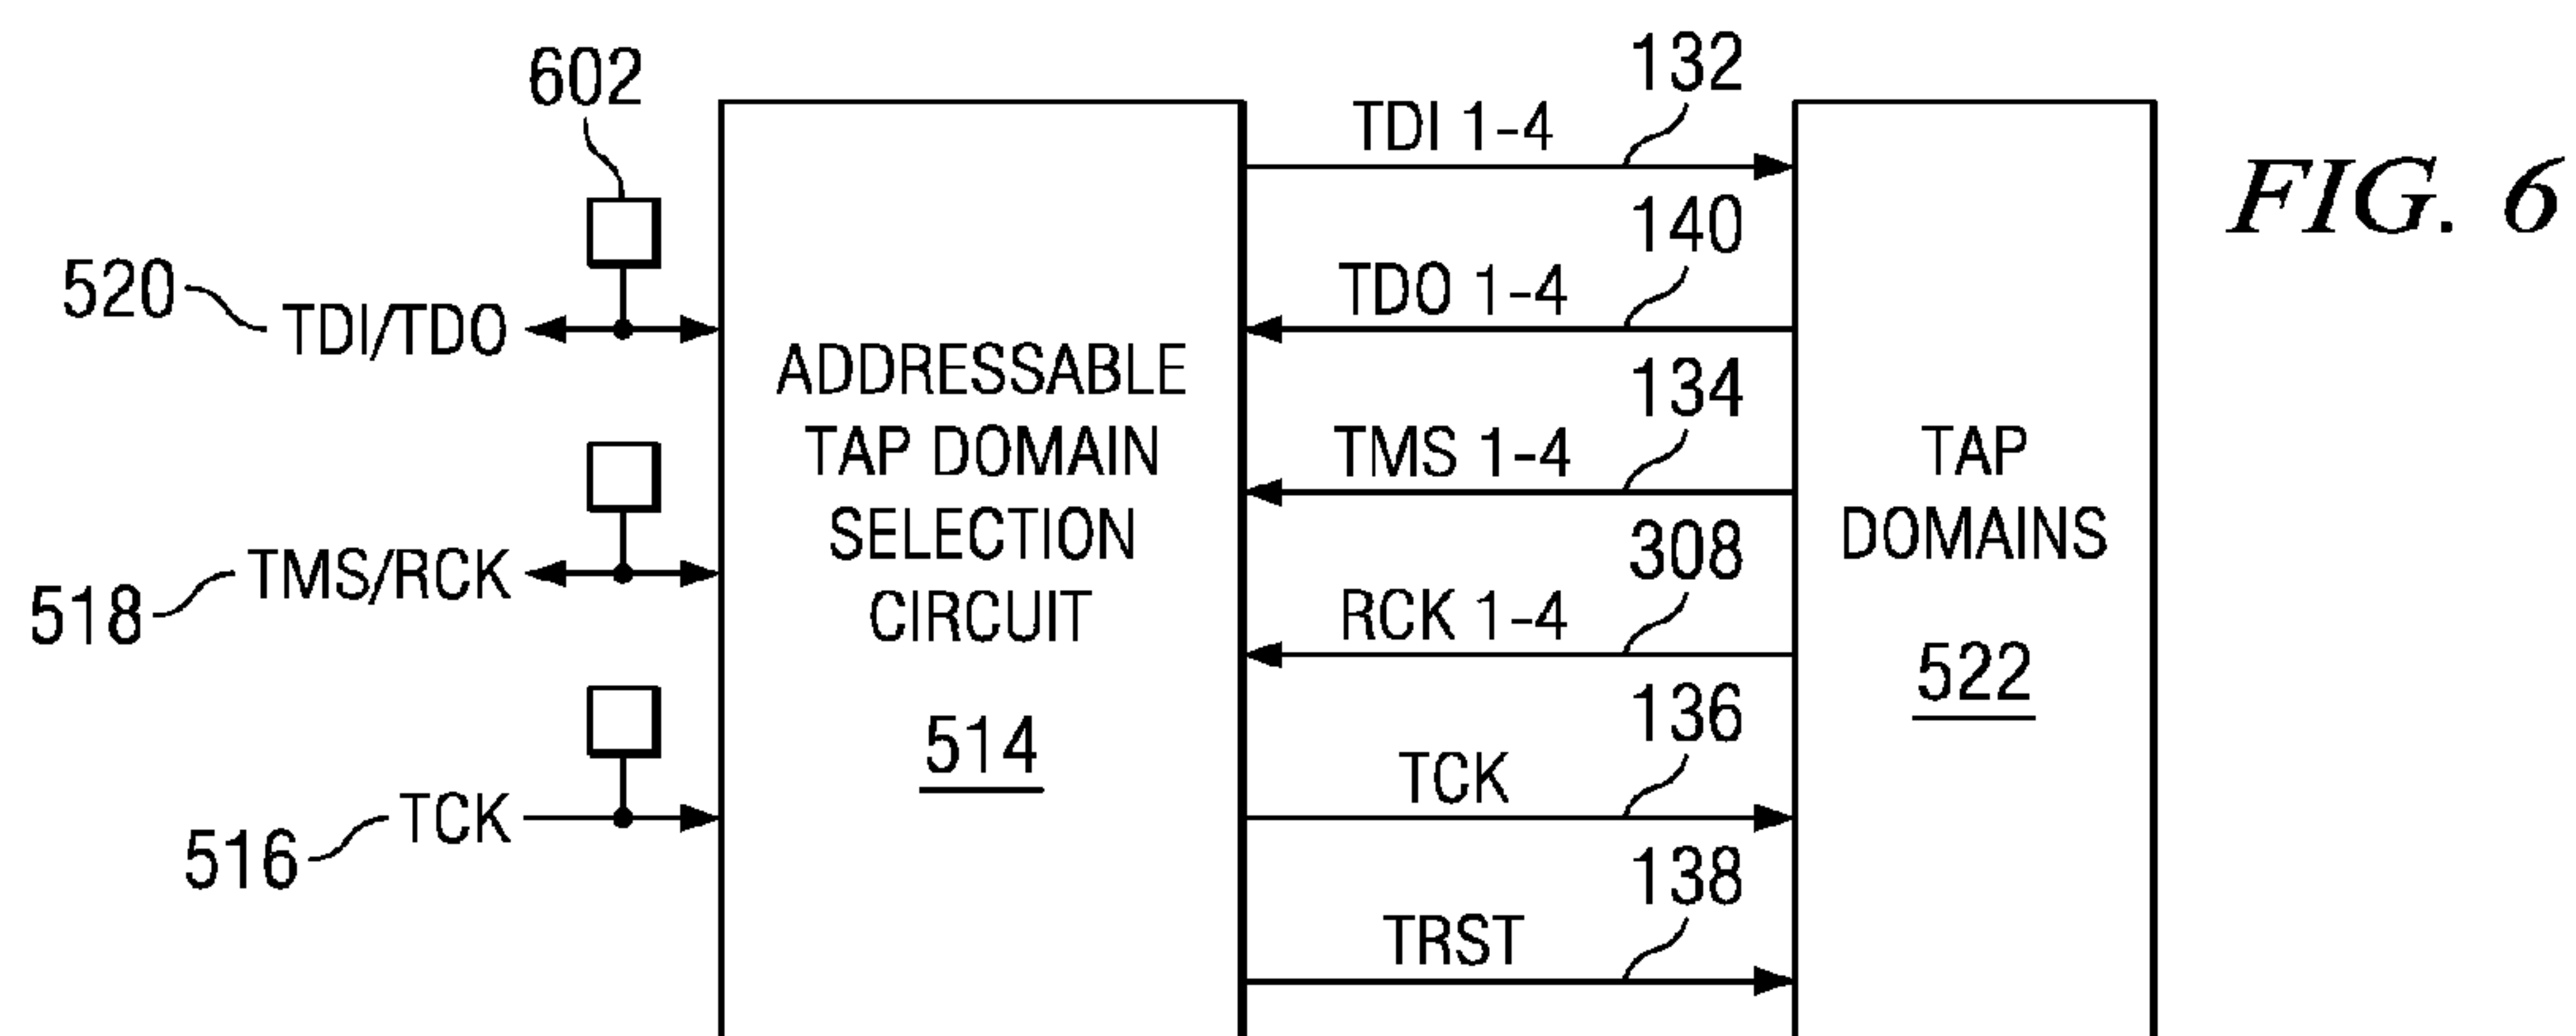 602
520
TDI/TDO
518
TMS/RCK
516
TCK
ADDRESSABLE
TAP DOMAIN
SELECTION
CIRCUIT
514
132
TDI 1-4
140
TDO 1-4
134
TMS 1-4
308
RCK 1-4
136
TCK
138
TRST
TAP
DOMAINS
522
FIG. 6